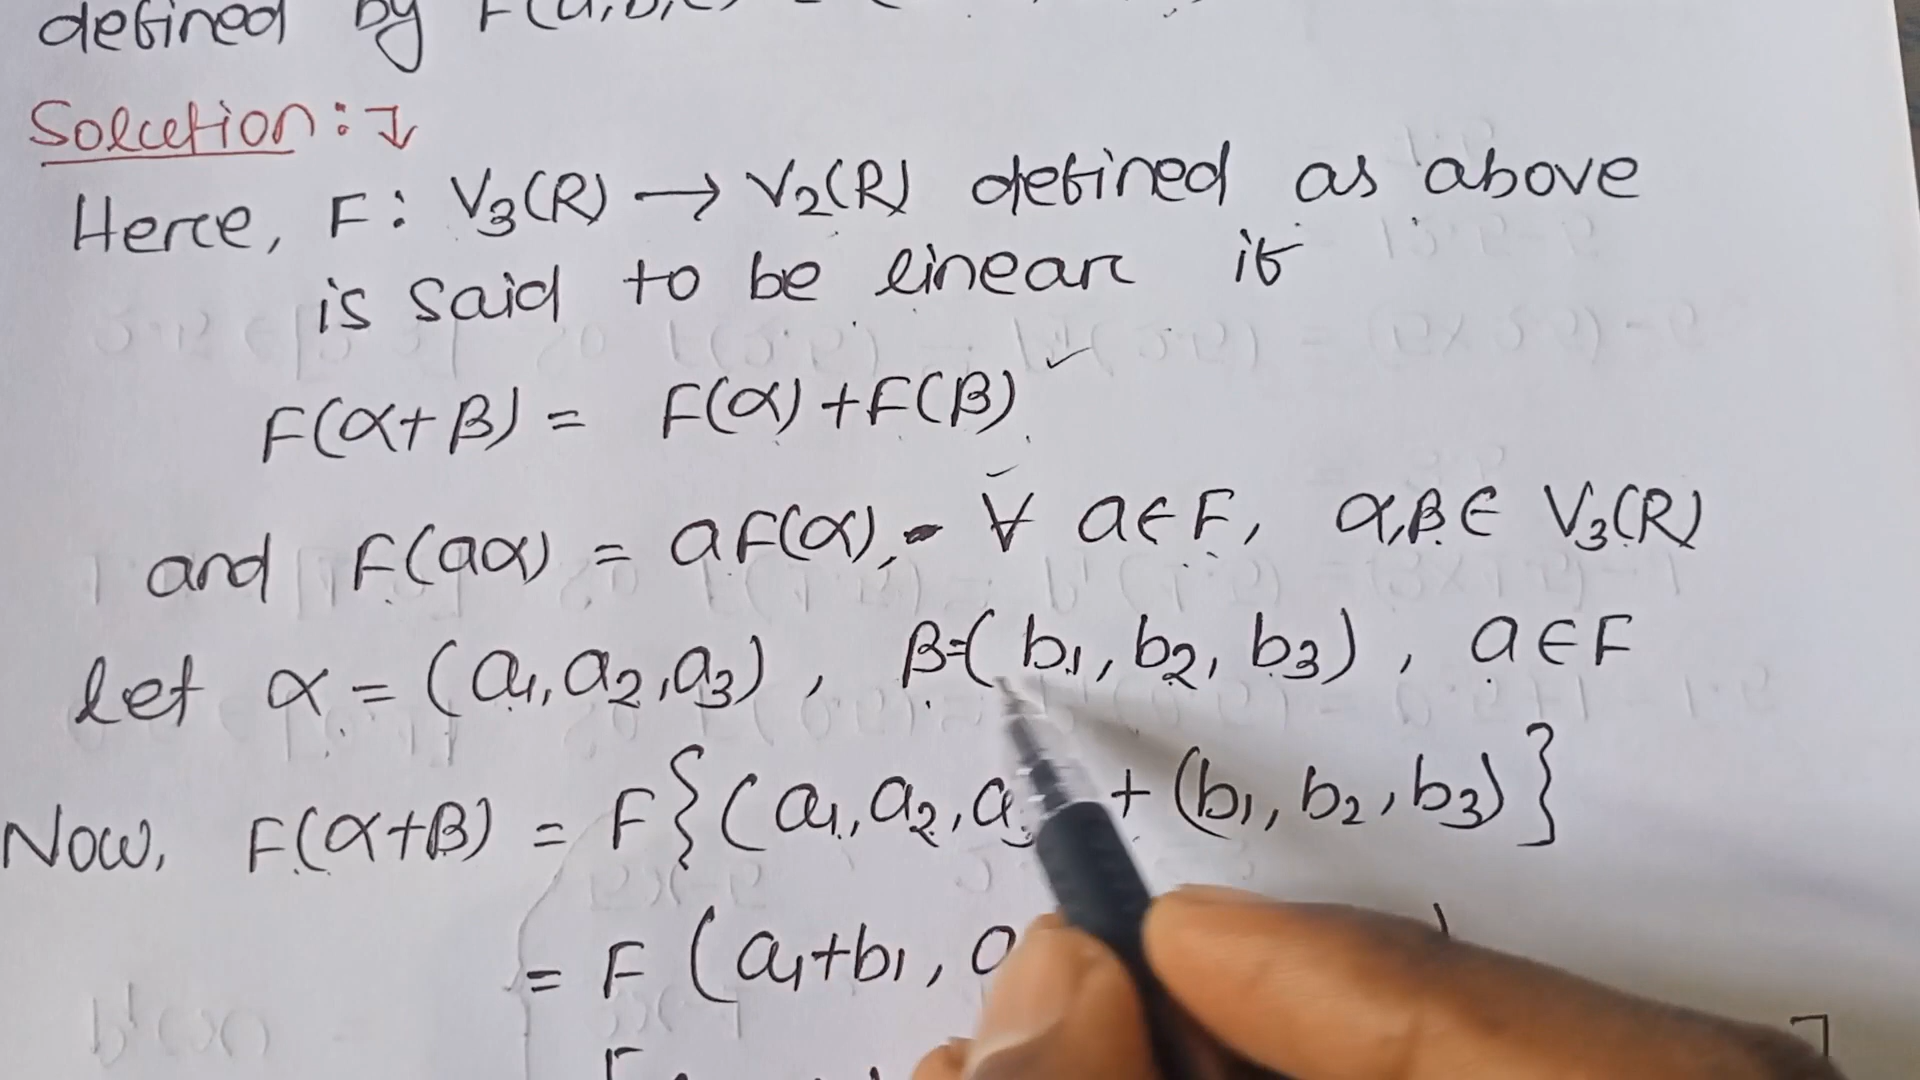 defined by F(a,b,c)
Solution:
Here, F: V₃(R) → V₂(R) defined as above
is said to be linear if
F(α+β) = F(α)+F(β)
and F(aα) = aF(α), ∀ a∈F, α,β∈ V₃(R)
let α = (a₁,a₂,a₃), β=(b₁,b₂,b₃), a∈F
Now, F(α+β) = F{(a₁,a₂,a₃ + (b₁,b₂,b₃)}
= F (a₁+b₁,